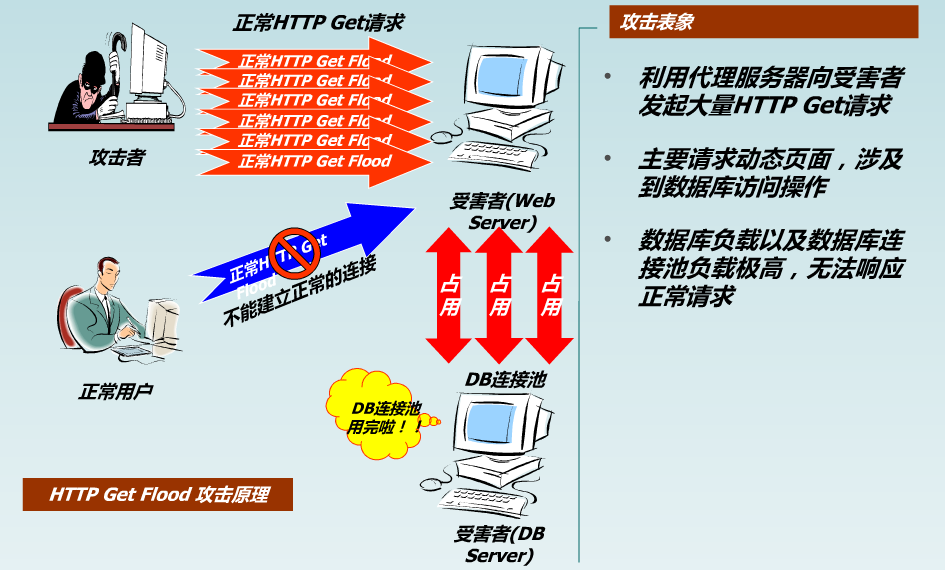 正常HTTP Get请求
正常HTTP Get Flood
正常HTTP Get Flood
正常HTTP Get Flood
正常HTTP Get Flood
正常HTTP Get Flood
正常HTTP Get Flood
攻击者
受害者(Web
Server)
正常HTTP Get
Flood
不能建立正常的连接
正常用户
占用
占用
占用
DB连接池
DB连接池
用完啦！！
受害者(DB
Server)
HTTP Get Flood 攻击原理
攻击表象
• 利用代理服务器向受害者
发起大量HTTP Get请求
• 主要请求动态页面，涉及
到数据库访问操作
• 数据库负载以及数据库连
接池负载极高，无法响应
正常请求